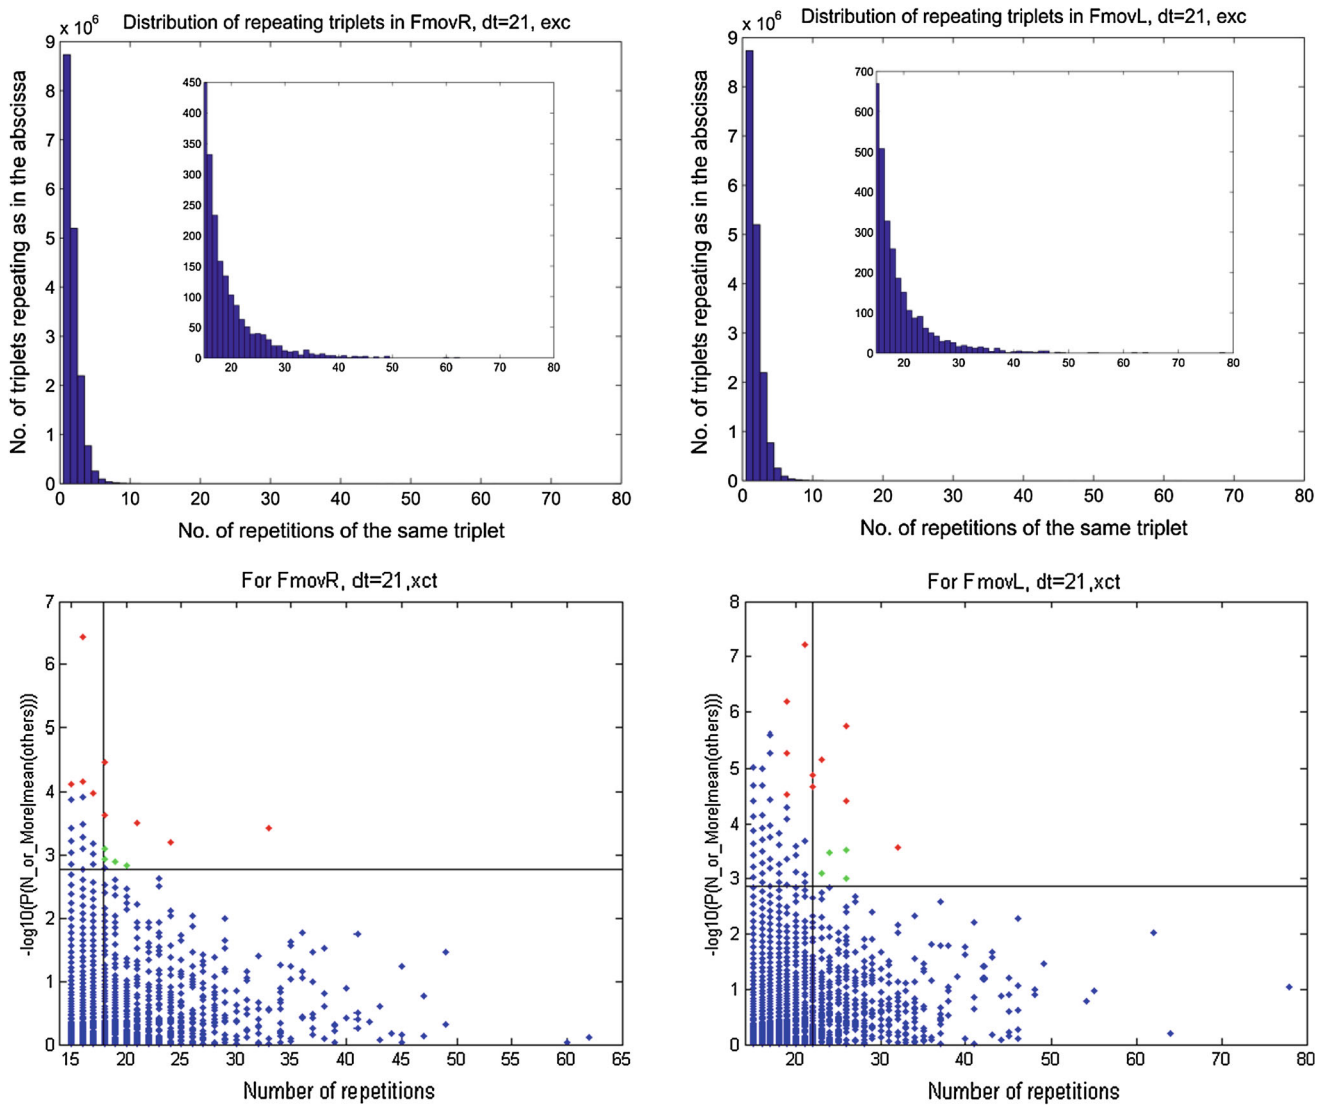 Distribution of repeating triplets in FmovR, dt=21, exc
x 10^6
9
8
7
6
5
4
3
2
1
0
No. of triplets repeating as in the abscissa
450
400
350
300
250
200
150
100
50
0
20 30 40 50 60 70 80
0 10 20 30 40 50 60 70 80
No. of repetitions of the same triplet
Distribution of repeating triplets in FmovL, dt=21, exc
x 10^6
9
8
7
6
5
4
3
2
1
0
No. of triplets repeating as in the abscissa
700
600
500
400
300
200
100
0
20 30 40 50 60 70 80
0 10 20 30 40 50 60 70 80
No. of repetitions of the same triplet
For FmovR, dt=21,xct
7
6
5
4
3
2
1
0
-log10(P(N_or_More|mean(others)))
15 20 25 30 35 40 45 50 55 60 65
Number of repetitions
For FmovL, dt=21,xct
8
7
6
5
4
3
2
1
0
-log10(P(N_or_More|mean(others)))
20 30 40 50 60 70 80
Number of repetitions